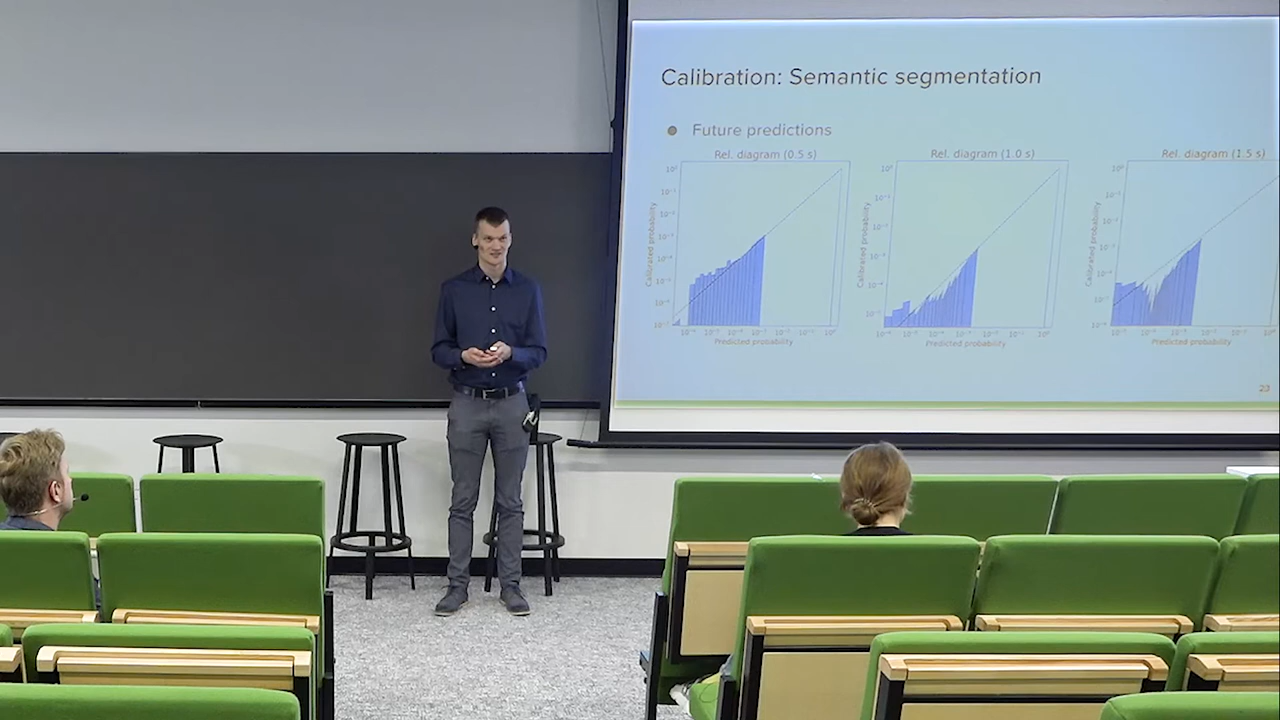 Calibration: Semantic segmentation
Future predictions
Rel. diagram (0.5 s)
Rel. diagram (1.0 s)
Rel. diagram (1.5 s)
Calibrated probability
Calibrated probability
Calibrated probability
Predicted probability
Predicted probability
Predicted probability
23